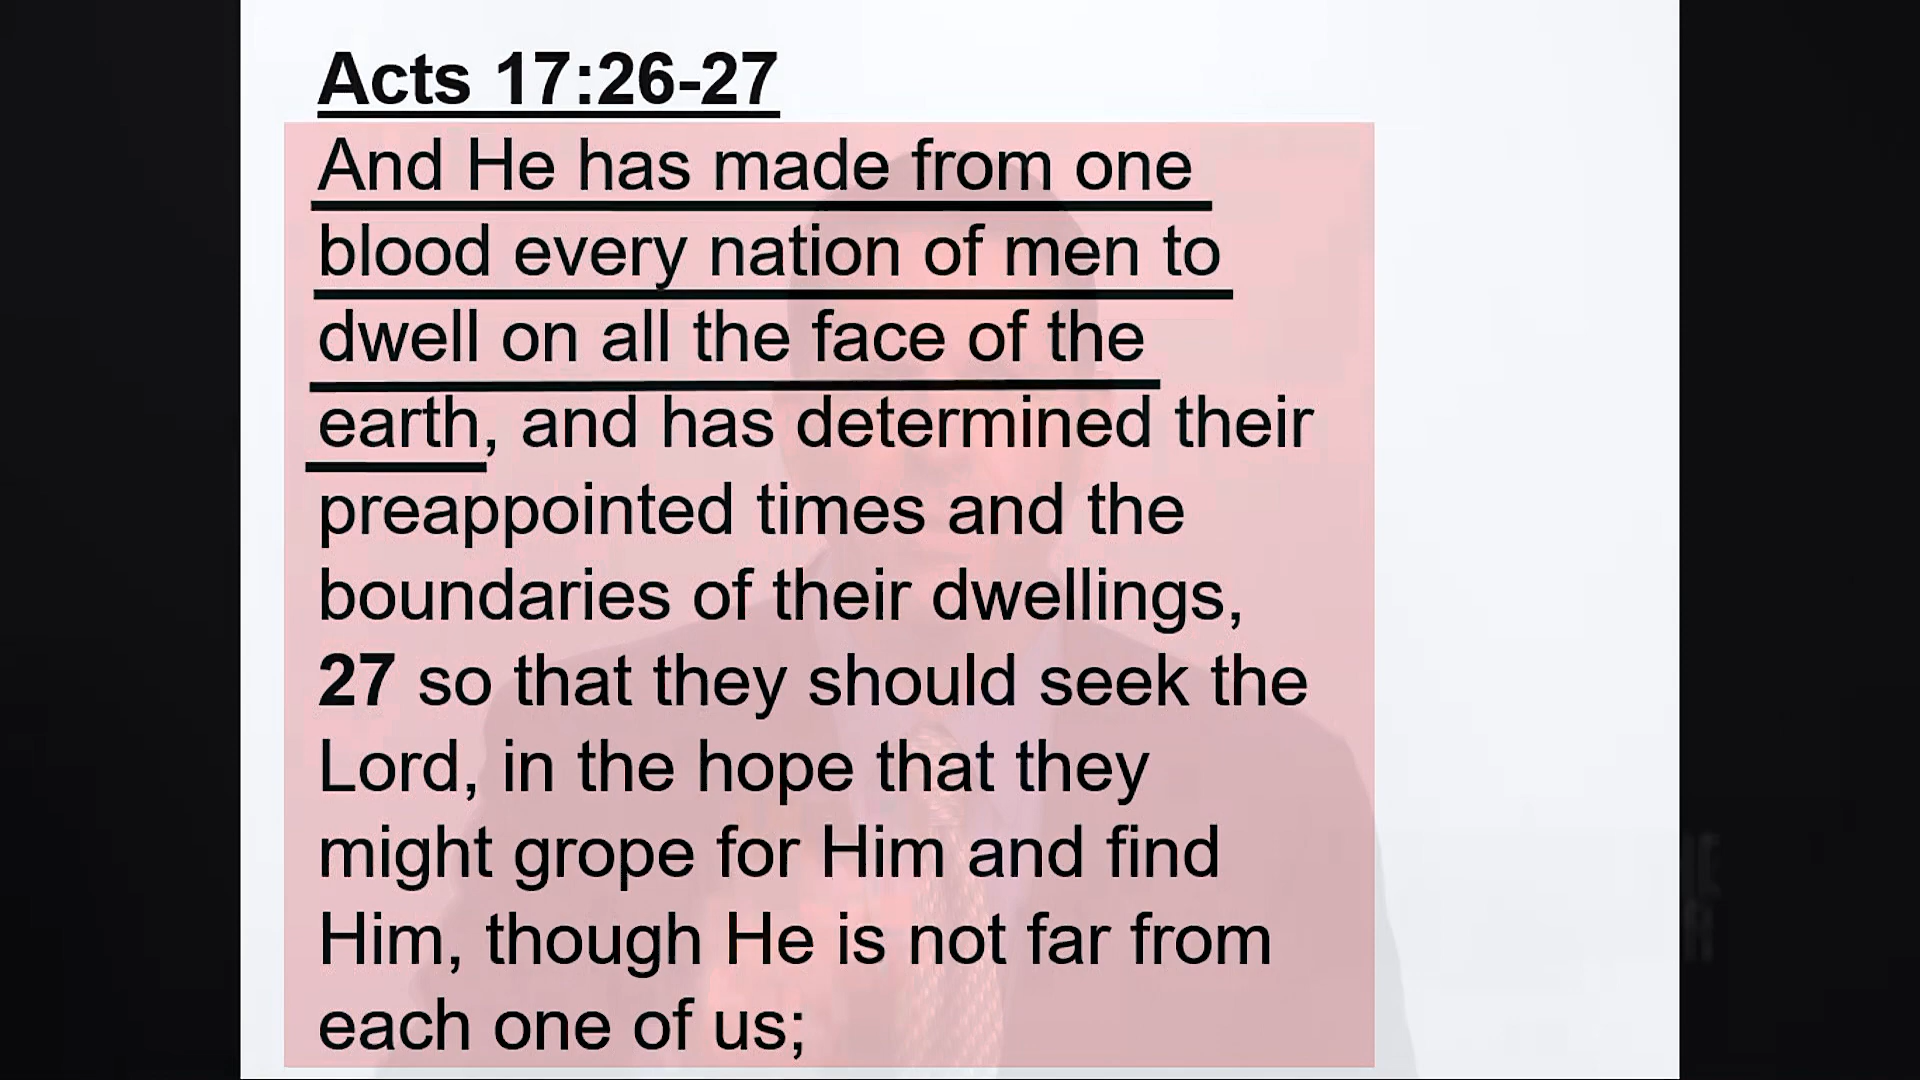 Acts 17:26-27
And He has made from one
blood every nation of men to
dwell on all the face of the
earth, and has determined their
preappointed times and the
boundaries of their dwellings,
27 so that they should seek the
Lord, in the hope that they
might grope for Him and find
Him, though He is not far from
each one of us;